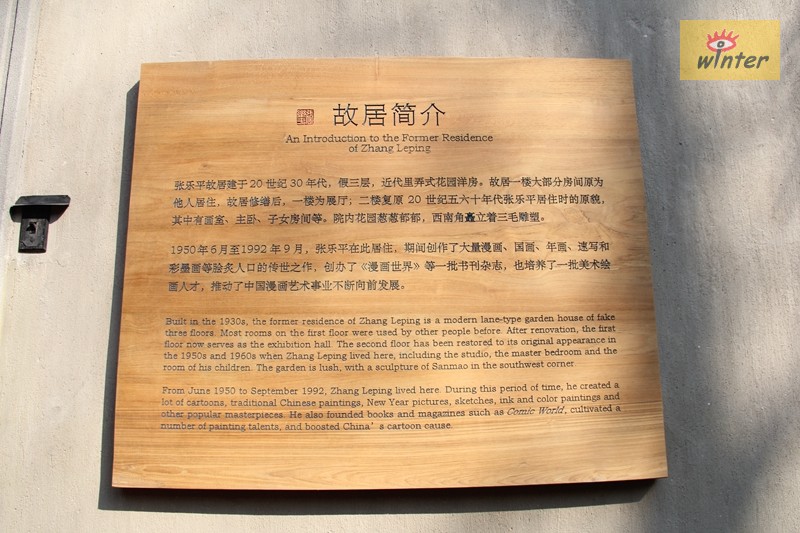 winter
故居简介
An Introduction to the Former Residence
of Zhang Leping
张乐平故居建于20世纪30年代，假三层，近代里弄式花园洋房。故居一楼大部分房间原为
他人居住，故居修缮后，一楼为展厅；二楼复原20世纪五六十年代张乐平居住时的原貌，
其中有画室、主卧、子女房间等。院内花园葱葱郁郁，西南角矗立着三毛雕塑。
1950年6月至1992年9月，张乐平在此居住，期间创作了大量漫画、国画、年画、速写和
彩墨画等脍炙人口的传世之作，创办了《漫画世界》等一批书刊杂志，也培养了一批美术绘
画人才，推动了中国漫画艺术事业不断向前发展。
Built in the 1930s, the former residence of Zhang Leping is a modern lane-type garden house of fake
three floors. Most rooms on the first floor were used by other people before. After renovation, the first
floor now serves as the exhibition hall. The second floor has been restored to its original appearance in
the 1950s and 1960s when Zhang Leping lived here, including the studio, the master bedroom and the
room of his children. The garden is lush, with a sculpture of Sanmao in the southwest corner.
From June 1950 to September 1992, Zhang Leping lived here. During this period of time, he created a
lot of cartoons, traditional Chinese paintings, New Year pictures, sketches, ink and color paintings and
other popular masterpieces. He also founded books and magazines such as Comic World, cultivated a
number of painting talents, and boosted China's cartoon cause.